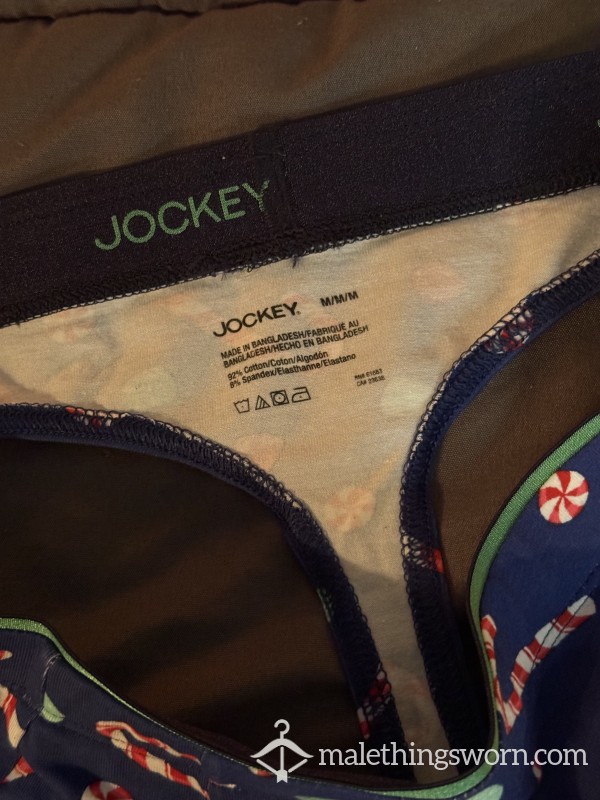 JOCKEY
JOCKEY. M/M/M
MADE IN BANGLADESH/FABRIQUÉ AU
BANGLADESH/HECHO EN BANGLADESH
92% Cotton/Coton/Algodón
8% Spandex/Elasthanne/Elastano
malethingsworn.com